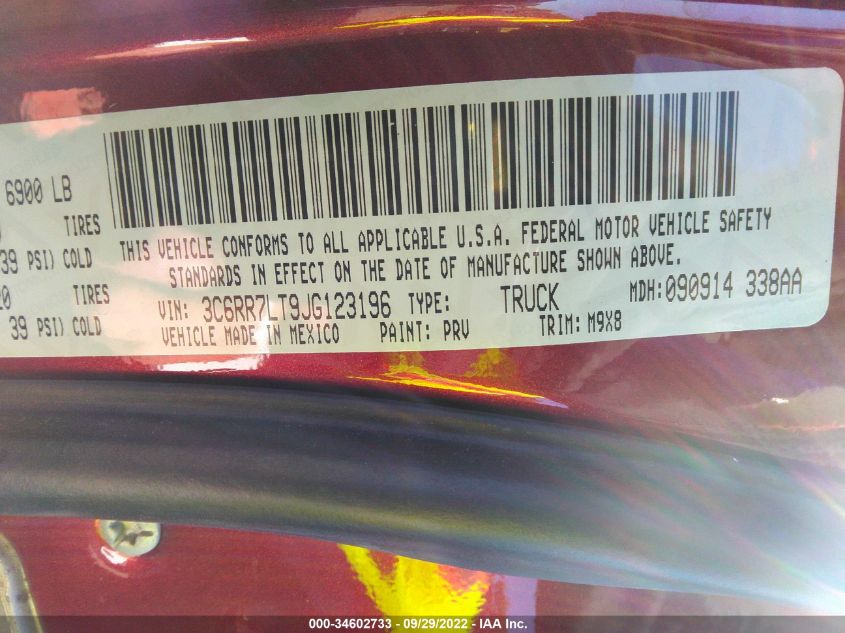 6900 LB
TIRES
39 PSI) COLD
20 TIRES
39 PSI) COLD
THIS VEHICLE CONFORMS TO ALL APPLICABLE U.S.A. FEDERAL MOTOR VEHICLE SAFETY
STANDARDS IN EFFECT ON THE DATE OF MANUFACTURE SHOWN ABOVE.
VIN: 3C6RR7LT9JG123196 TYPE: TRUCK MDH:090914 338AA
VEHICLE MADE IN MEXICO PAINT: PRV TRIM: M9X8
000-34602733 - 09/29/2022 - IAA Inc.